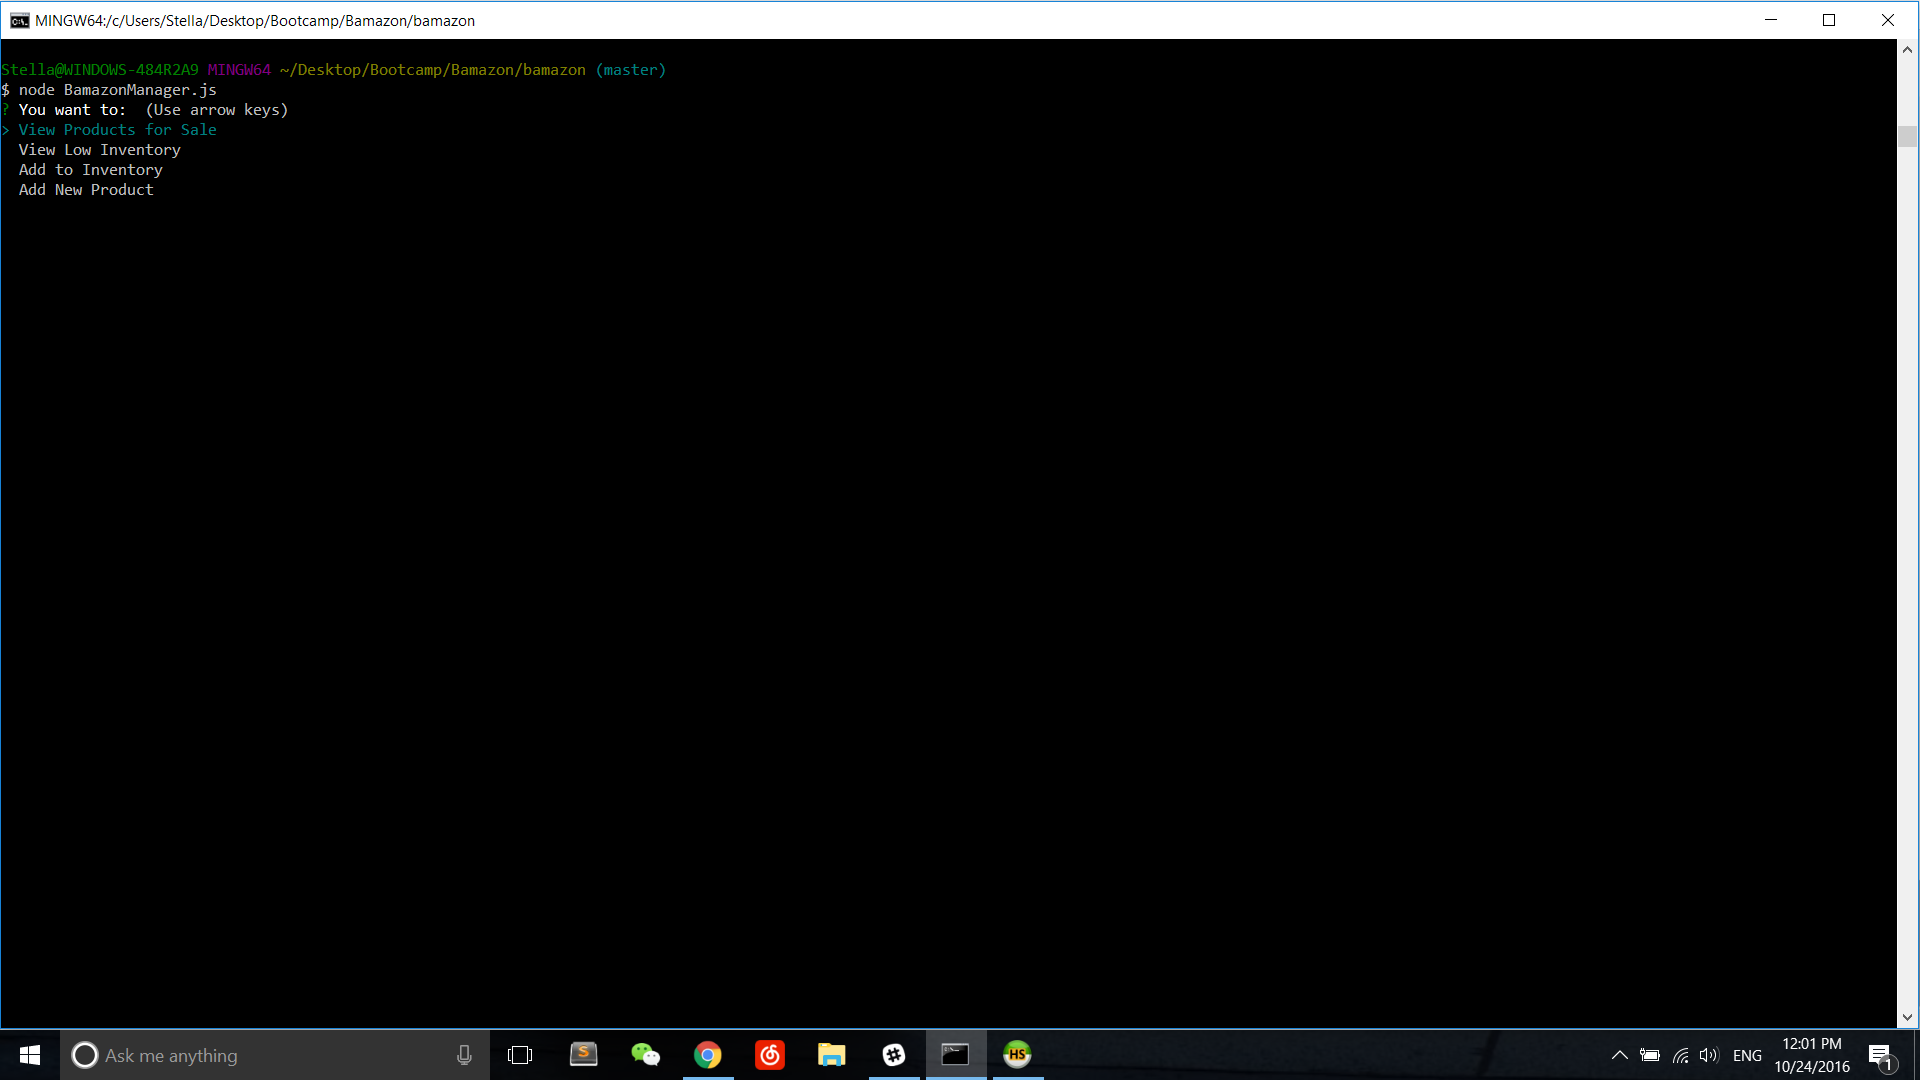 MINGW64:/c/Users/Stella/Desktop/Bootcamp/Bamazon/bamazon
Stella@WINDOWS-484R2A9 MINGW64 ~/Desktop/Bootcamp/Bamazon/bamazon (master)
$ node BamazonManager.js
? You want to:  (Use arrow keys)
> View Products for Sale
  View Low Inventory
  Add to Inventory
  Add New Product
Ask me anything
S
HS
ENG
12:01 PM
10/24/2016
1